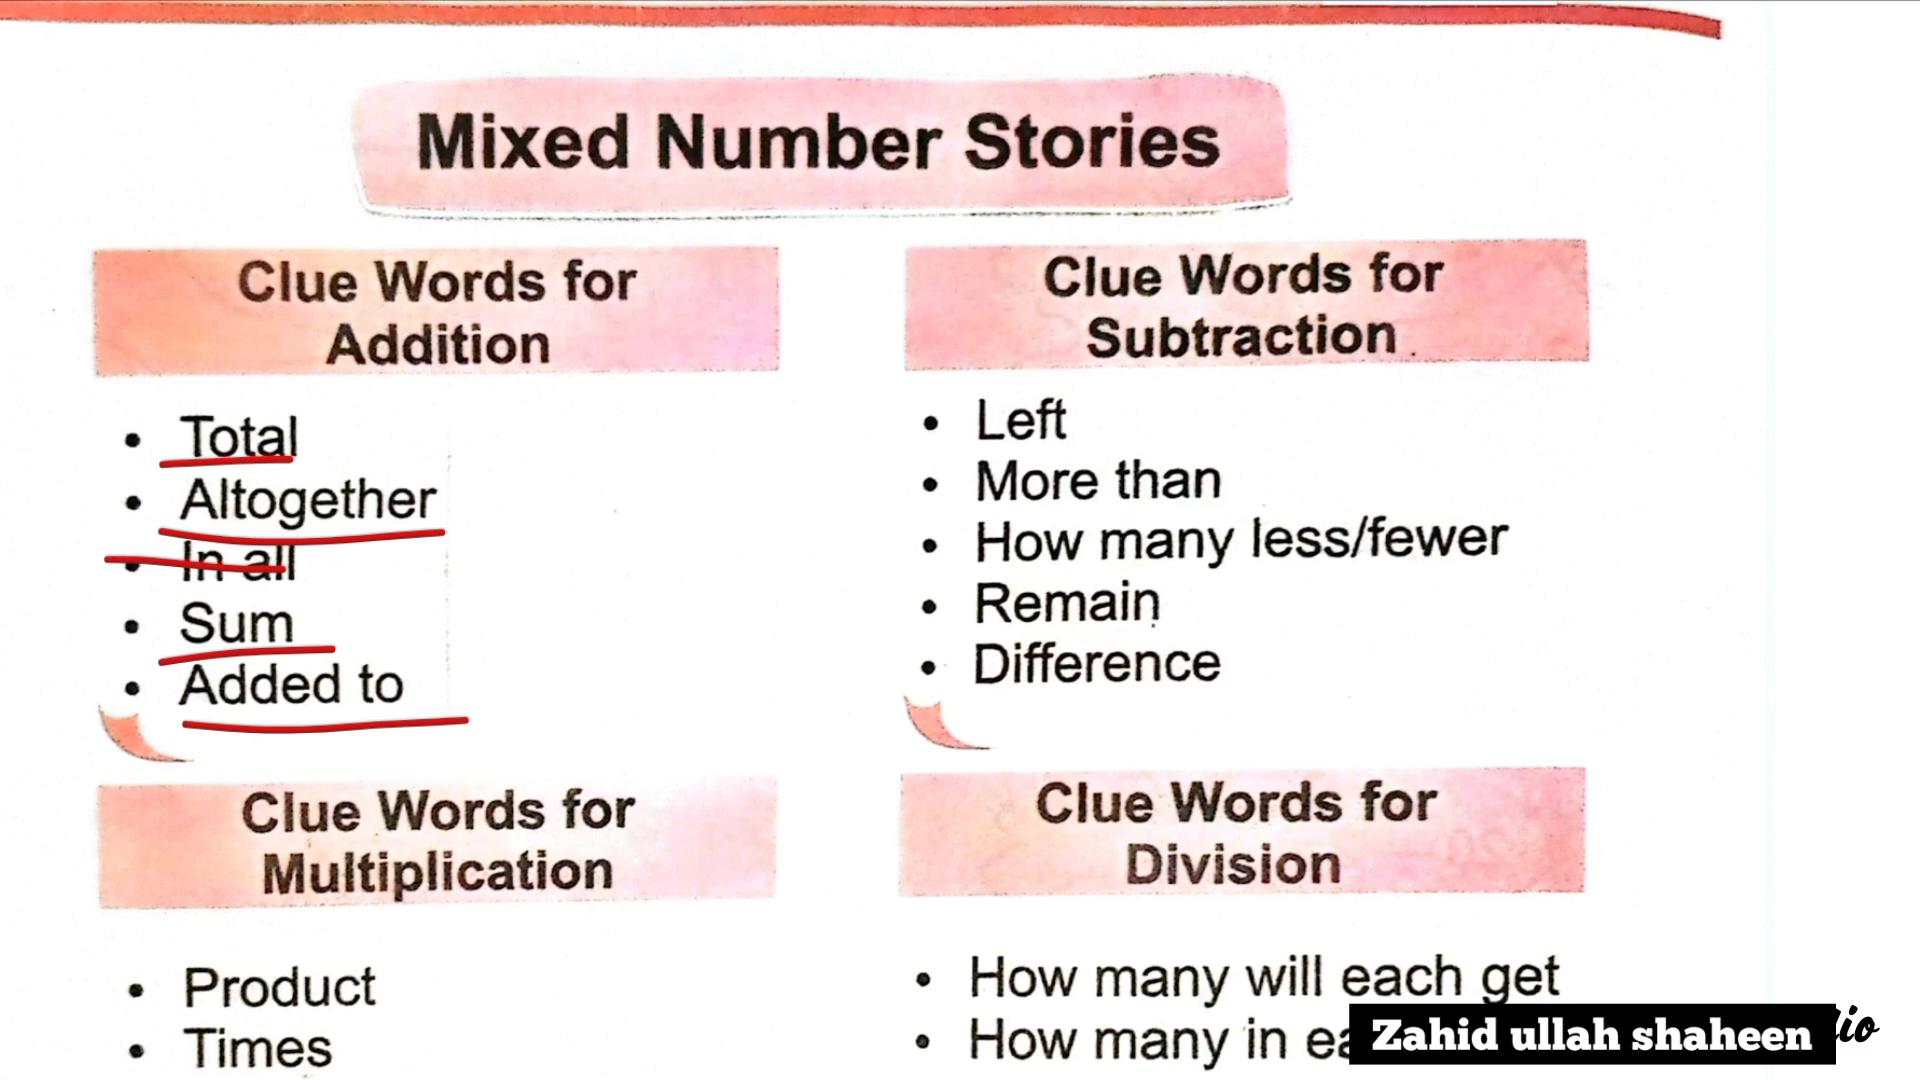 Mixed Number Stories
Clue Words for
Addition
• Total
• Altogether
• In all
• Sum
• Added to
Clue Words for
Subtraction
• Left
• More than
• How many less/fewer
• Remain
• Difference
Clue Words for
Multiplication
• Product
• Times
Clue Words for
Division
• How many will each get
• How many in
Zahid ullah shaheen